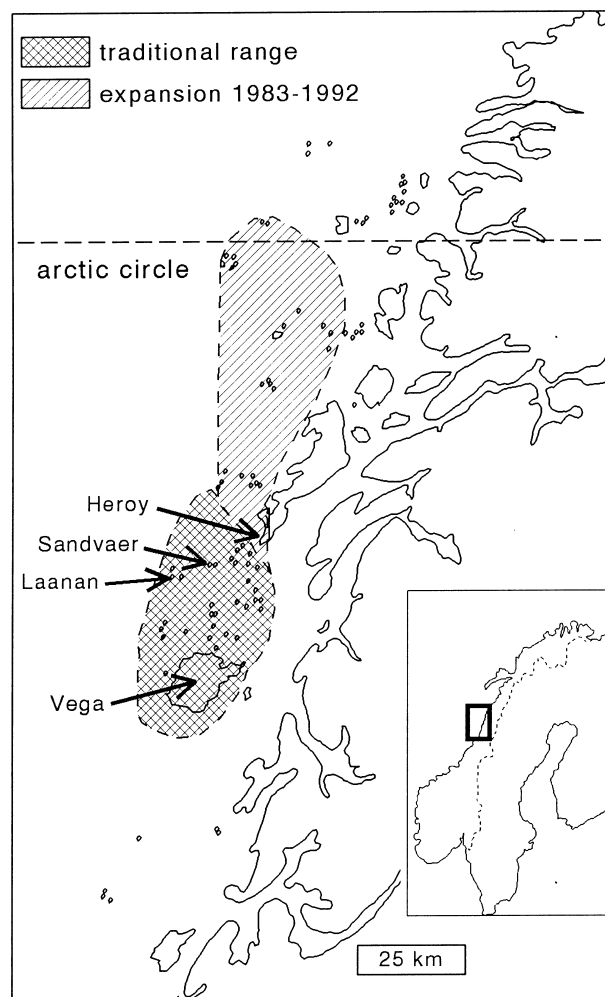 traditional range
expansion 1983-1992
arctic circle
Heroy
Sandvaer
Laanan
Vega
25 km